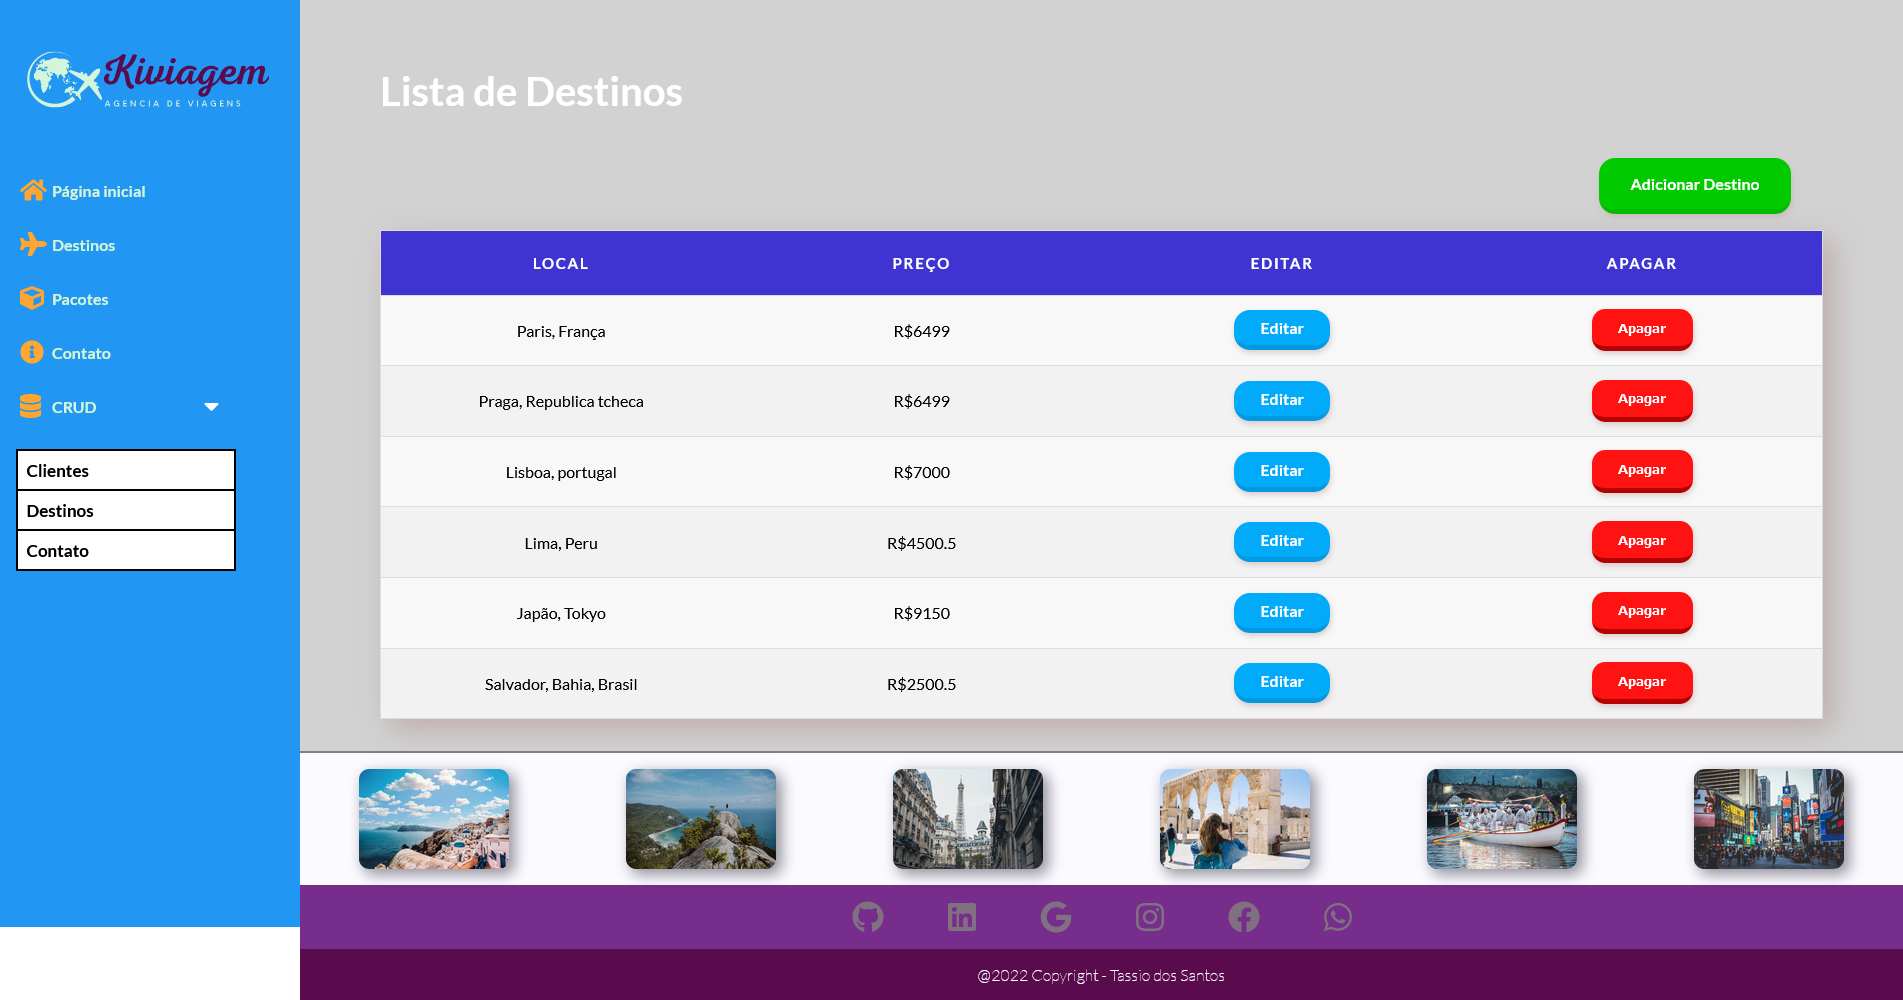 Kiviagem
AGENCIA DE VIAGENS
Página inicial
Destinos
Pacotes
Contato
CRUD
Clientes
Destinos
Contato
Lista de Destinos
Adicionar Destino
LOCAL PREÇO EDITAR APAGAR
Paris, França R$6499 Editar Apagar
Praga, Republica tcheca R$6499 Editar Apagar
Lisboa, portugal R$7000 Editar Apagar
Lima, Peru R$4500.5 Editar Apagar
Japão, Tokyo R$9150 Editar Apagar
Salvador, Bahia, Brasil R$2500.5 Editar Apagar
@2022 Copyright - Tassio dos Santos